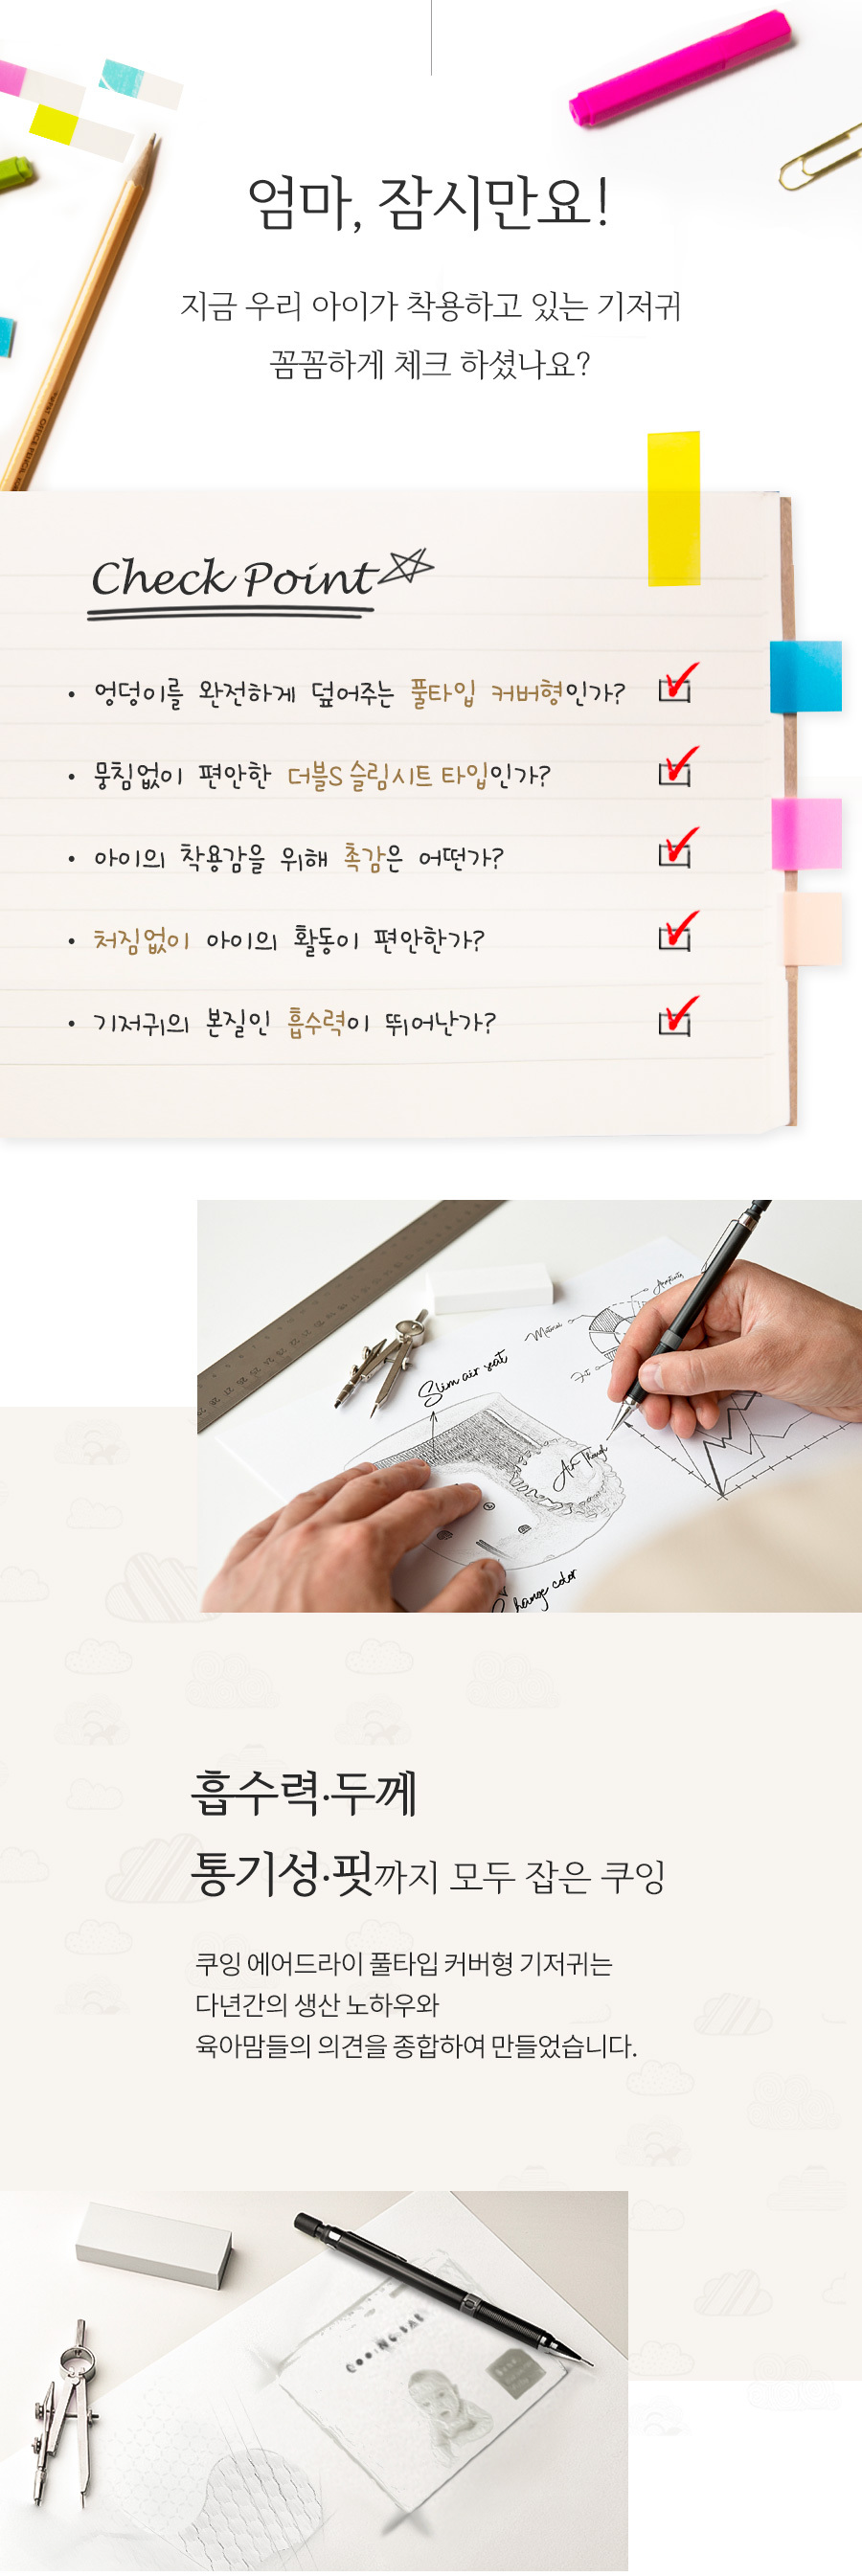 엄마, 잠시만요!
지금 우리 아이가 착용하고 있는 기저귀
꼼꼼하게 체크 하셨나요?
Check Point
• 엉덩이를 완전하게 덮어주는 풀타입 커버형인가?
• 뭉침없이 편안한 더블S 슬림시트 타입인가?
• 아이의 착용감을 위해 촉감은 어떤가?
• 처짐없이 아이의 활동이 편안한가?
• 기저귀의 본질인 흡수력이 뛰어난가?
Material
Slim air seat
Change color
흡수력·두께
통기성·핏까지 모두 잡은 쿠잉
쿠잉 에어드라이 풀타입 커버형 기저귀는
다년간의 생산 노하우와
육아맘들의 의견을 종합하여 만들었습니다.